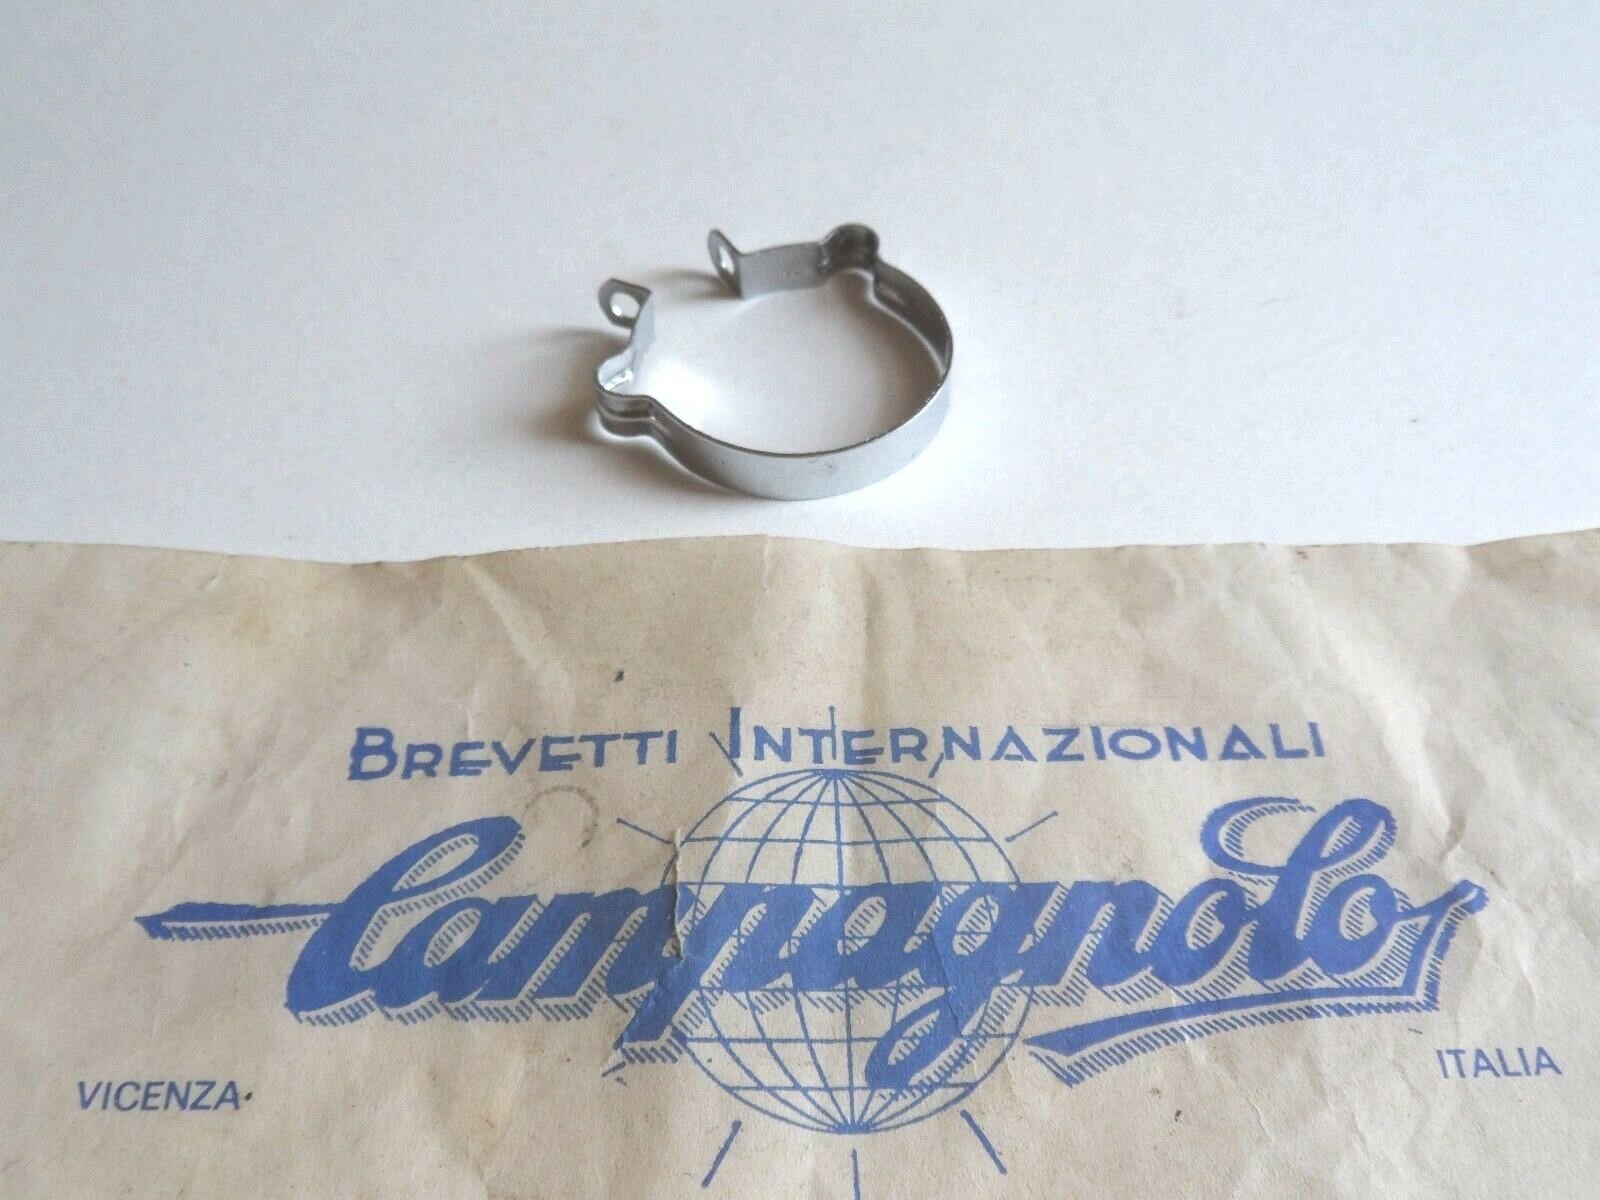 BREVETTI INTERNAZIONALI
Campagnolo
VICENZA
ITALIA